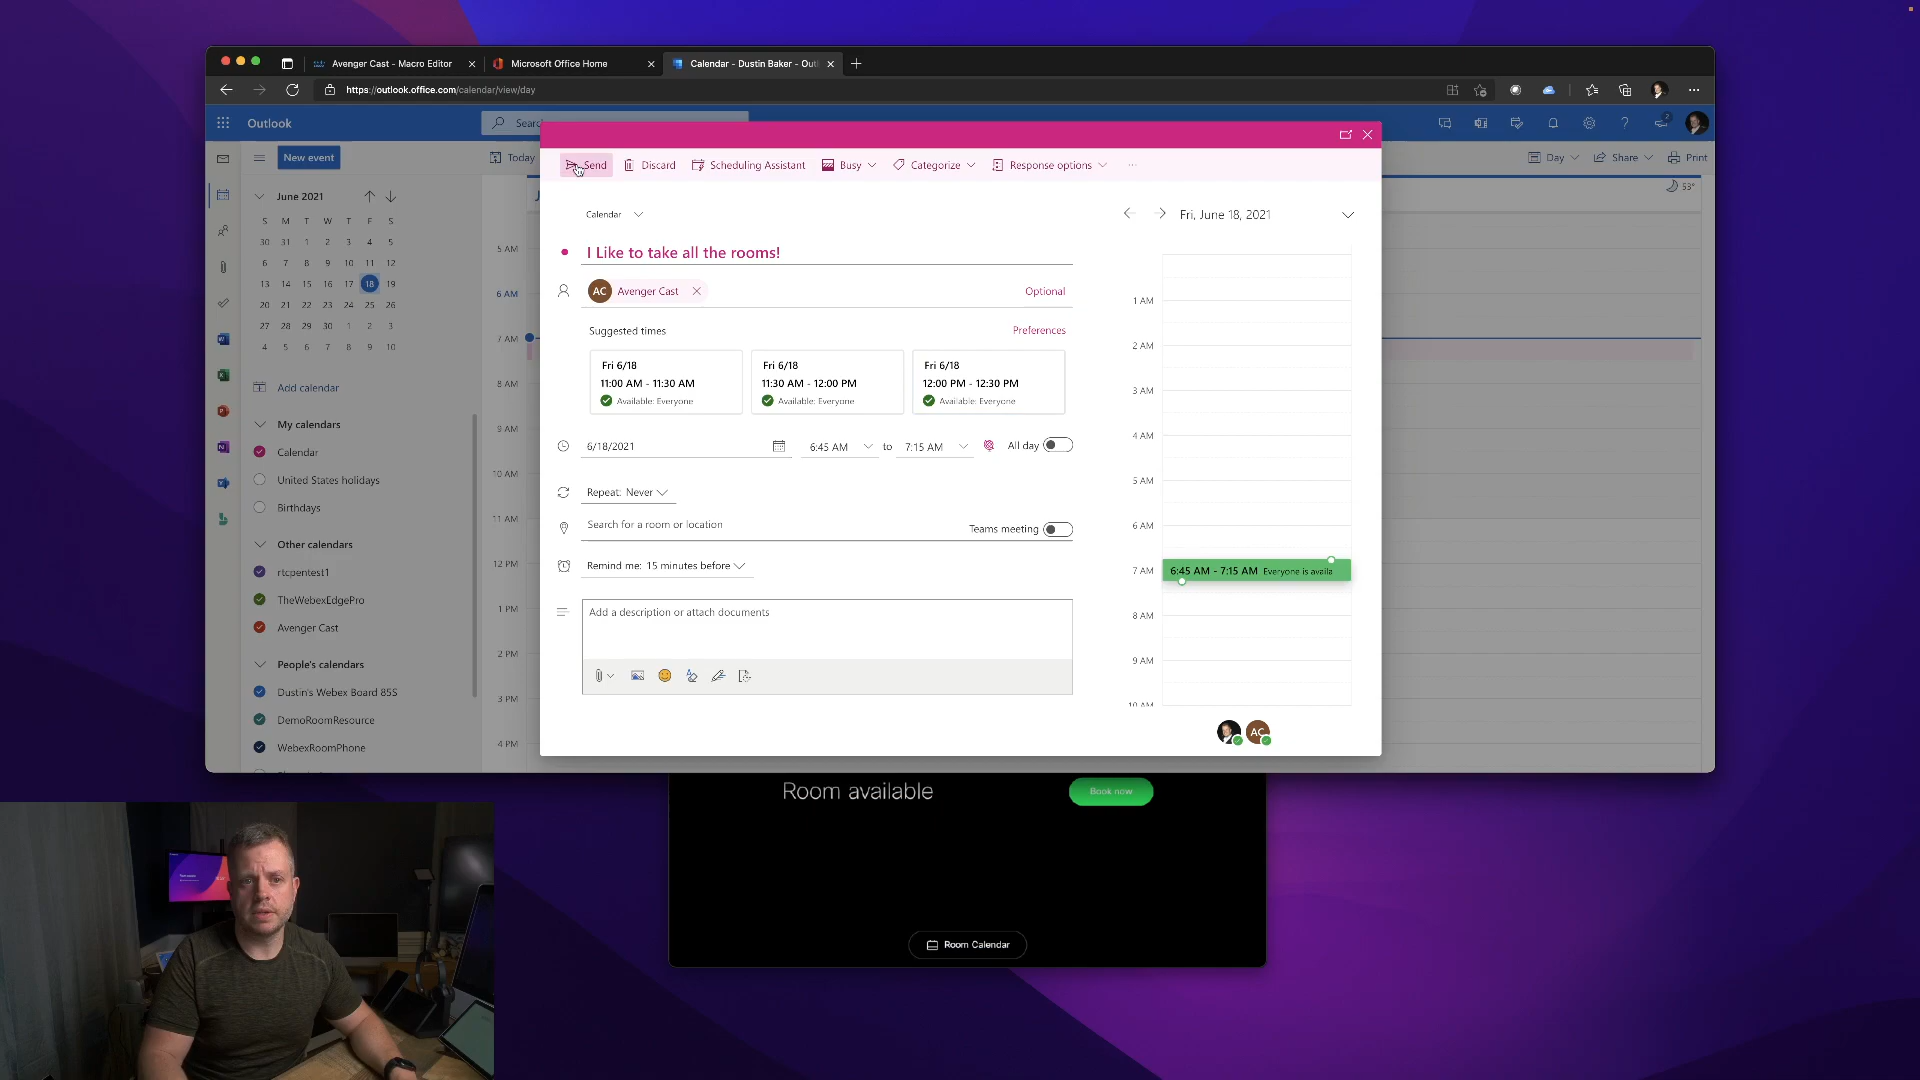 Avenger Cast - Macro Editor
Microsoft Office Home
Calendar - Dustin Baker - Outl
https://outlook.office.com/calendar/view/day
Outlook
Search
2
New event
Today
Day
Share
Print
Send
Discard
Scheduling Assistant
Busy
Categorize
Response options
53°
June 2021
S M T W T F S
30 31 1 2 3 4 5
6 7 8 9 10 11 12
13 14 15 16 17 18 19
20 21 22 23 24 25 26
27 28 29 30 1 2 3
4 5 6 7 8 9 10
Add calendar
My calendars
Calendar
United States holidays
Birthdays
Other calendars
rtcpentest1
TheWebexEdgePro
Avenger Cast
People's calendars
Dustin's Webex Board 85S
DemoRoomResource
WebexRoomPhone
5 AM
6 AM
7 AM
8 AM
9 AM
10 AM
11 AM
12 PM
1 PM
2 PM
3 PM
4 PM
Calendar
I Like to take all the rooms!
AC Avenger Cast
Optional
Suggested times
Preferences
Fri 6/18
11:00 AM - 11:30 AM
Available: Everyone
Fri 6/18
11:30 AM - 12:00 PM
Available: Everyone
Fri 6/18
12:00 PM - 12:30 PM
Available: Everyone
6/18/2021
6:45 AM
to
7:15 AM
All day
Repeat: Never
Search for a room or location
Teams meeting
Remind me: 15 minutes before
Add a description or attach documents
Fri, June 18, 2021
1 AM
2 AM
3 AM
4 AM
5 AM
6 AM
7 AM
6:45 AM - 7:15 AM Everyone is availa
8 AM
9 AM
10 AM
AC
Room available
Book now
Room Calendar